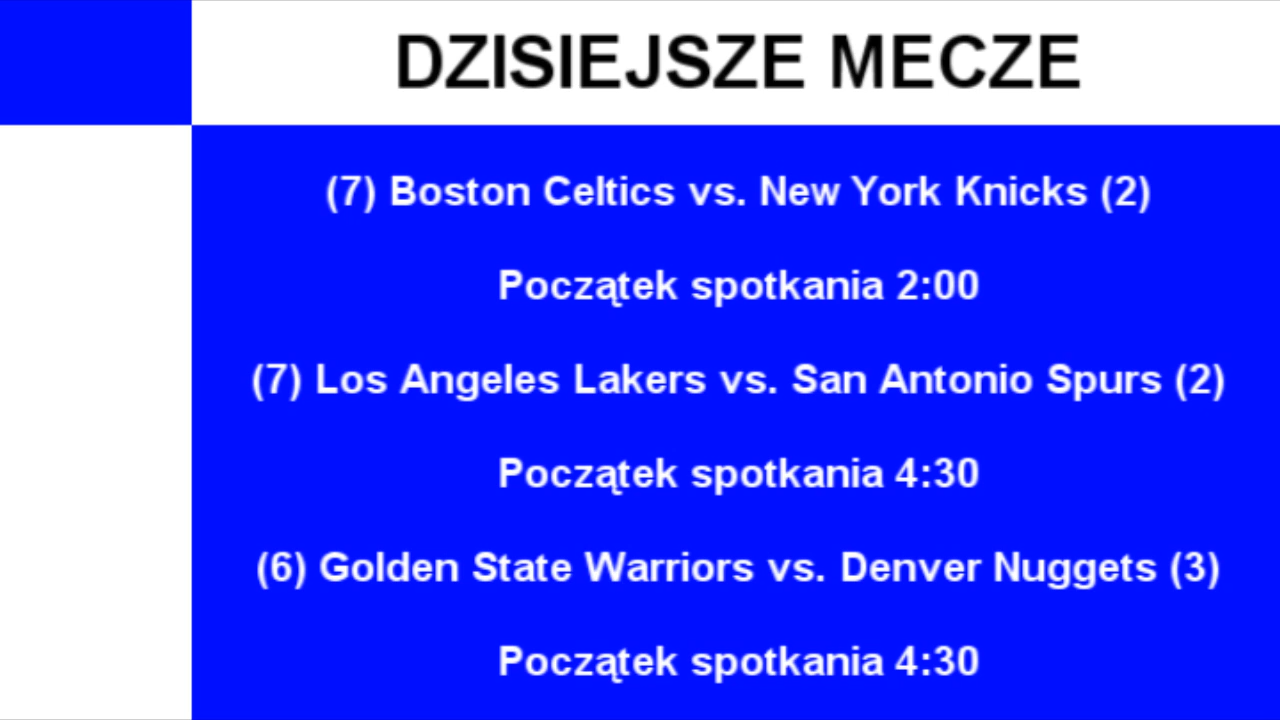 DZISIEJSZE MECZE
(7) Boston Celtics vs. New York Knicks (2)
Początek spotkania 2:00
(7) Los Angeles Lakers vs. San Antonio Spurs (2)
Początek spotkania 4:30
(6) Golden State Warriors vs. Denver Nuggets (3)
Początek spotkania 4:30